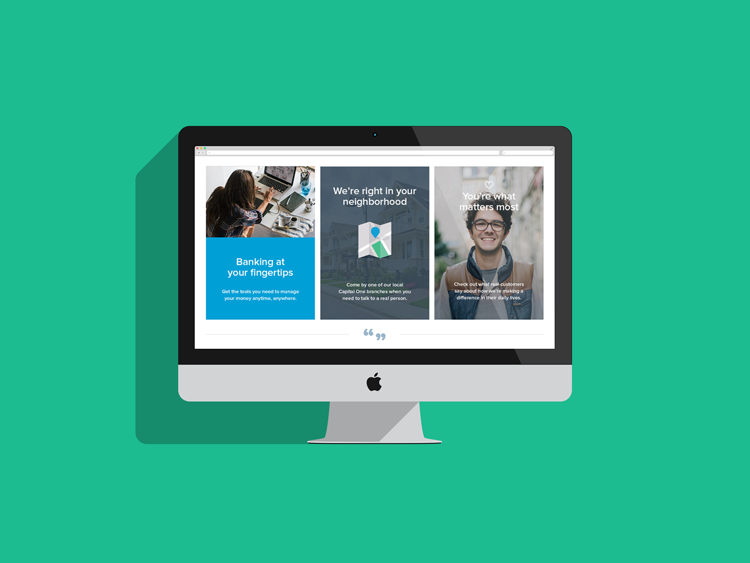 Banking at
your fingertips
Get the tools you need to manage
your money anytime, anywhere.
We're right in your
neighborhood
Come by one of our local
Capital One branches when you
need to talk to a real person.
You're what
matters most
Check out what real customers
say about how we're making a
difference in their daily lives.